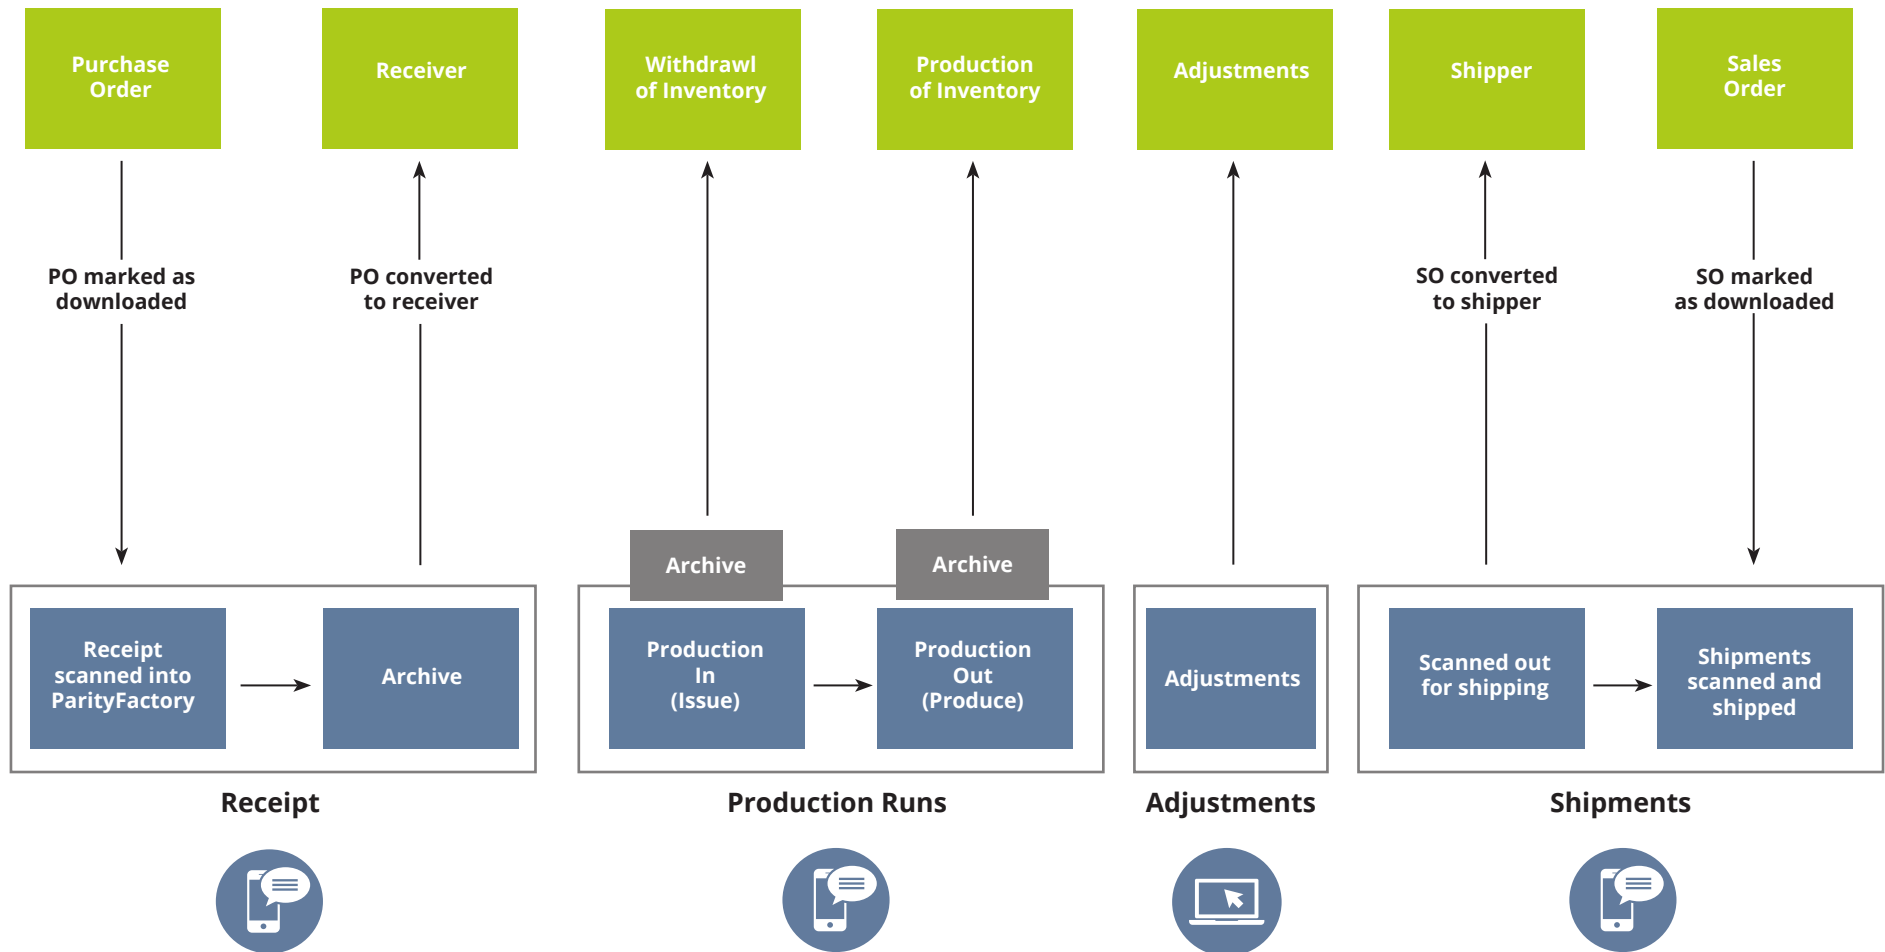 Purchase
Order
Receiver
Withdrawl
of Inventory
Production
of Inventory
Adjustments
Shipper
Sales
Order
PO marked as
downloaded
PO converted
to receiver
SO converted
to shipper
SO marked
as downloaded
Archive
Archive
Receipt
scanned into
ParityFactory
Archive
Production
In
(Issue)
Production
Out
(Produce)
Adjustments
Scanned out
for shipping
Shipments
scanned and
shipped
Receipt
Production Runs
Adjustments
Shipments